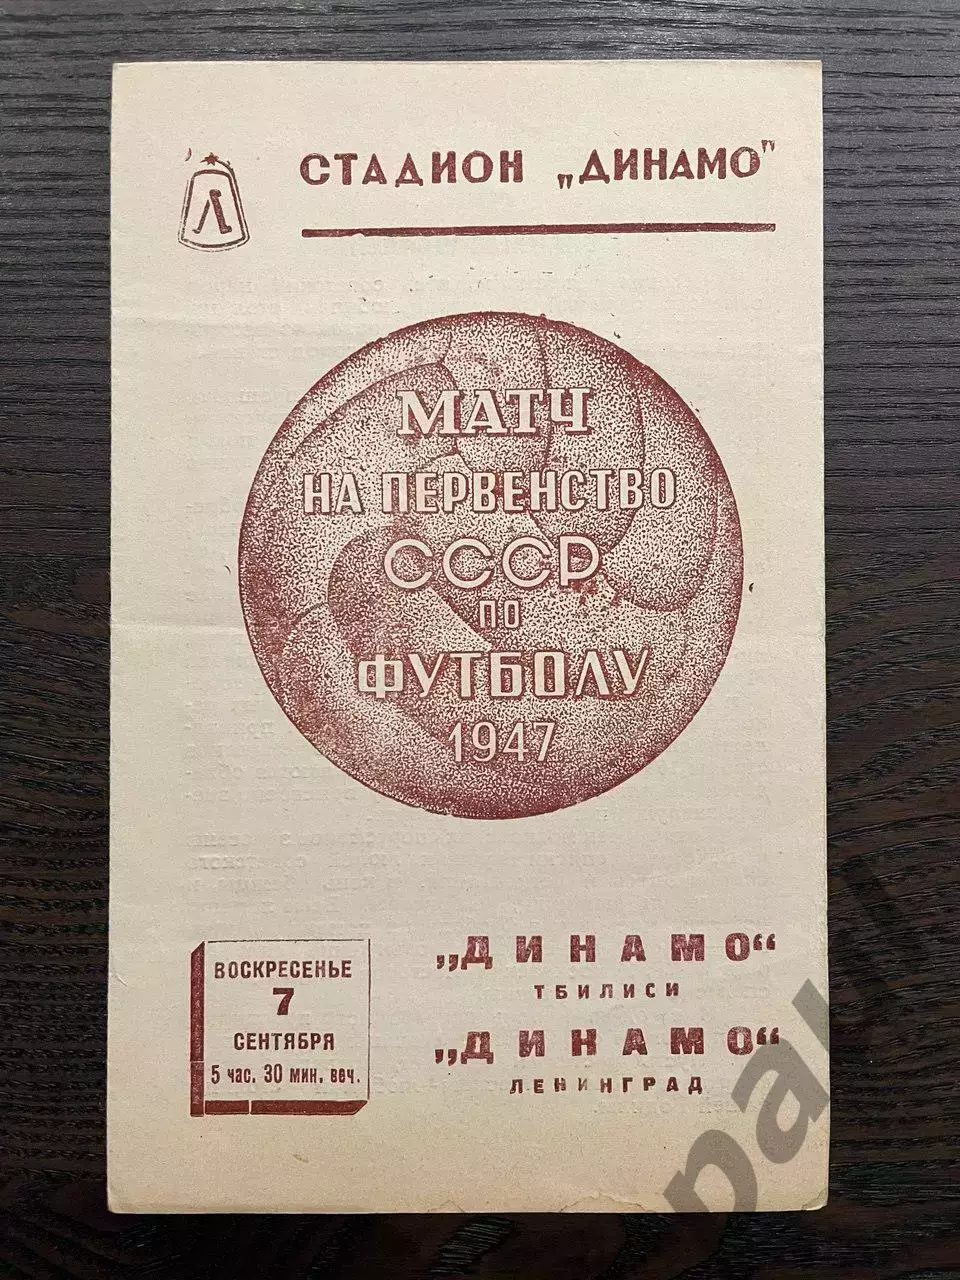 Л
СТАДИОН „ДИНАМО"
МАТЧ
НА ПЕРВЕНСТВО
СССР
ПО
ФУТБОЛУ
1947
ВОСКРЕСЕНЬЕ
7
СЕНТЯБРЯ
5 час. 30 мин. веч.
„ДИНАМО“
ТБИЛИСИ
„ДИНАМО“
ЛЕНИНГРАД